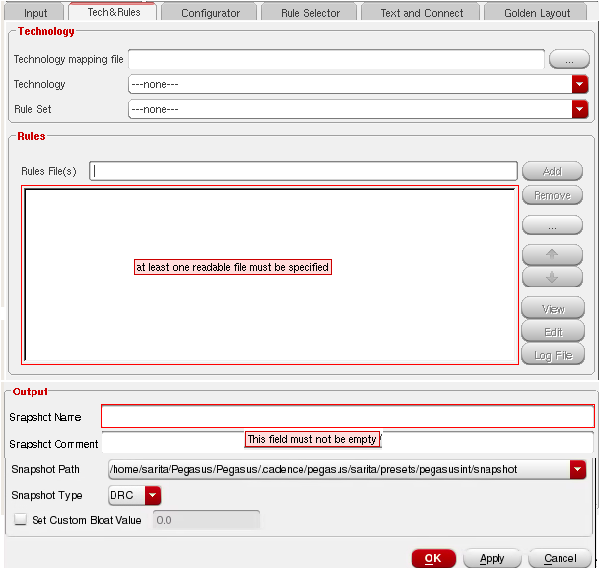 Input Tech&Rules Configurator Rule Selector Text and Connect Golden Layout
Technology
Technology mapping file ...
Technology ---none---
Rule Set ---none---
Rules
Rules File(s) Add
Remove
...
at least one readable file must be specified
View
Edit
Log File
Output
Snapshot Name
This field must not be empty
Snapshot Comment
Snapshot Path /home/sarita/Pegasus/Pegasus/.cadence/pegasus/sarita/presets/pegasusint/snapshot
Snapshot Type DRC
Set Custom Bloat Value 0.0
OK Apply Cancel